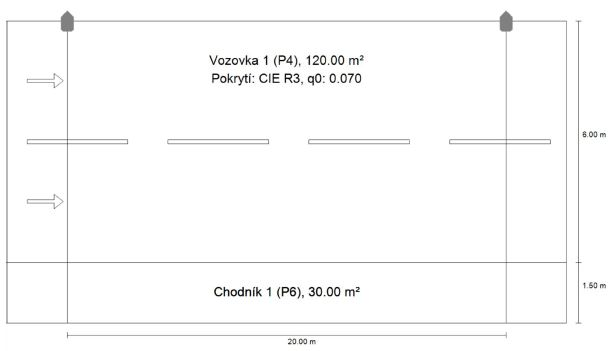 Vozovka 1 (P4), 120.00 m²
Pokrytí: CIE R3, q0: 0.070
6.00 m
Chodník 1 (P6), 30.00 m²
1.50 m
20.00 m